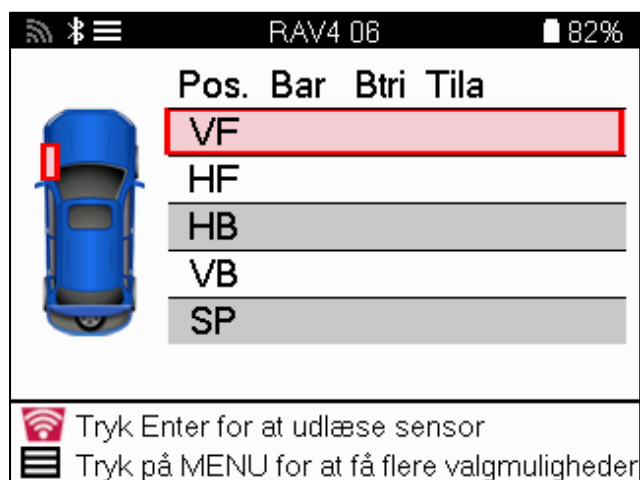 RAV4 06 82%
Pos. Bar Btri Tila
VF
HF
HB
VB
SP
Tryk Enter for at udlæse sensor
Tryk på MENU for at få flere valgmuligheder